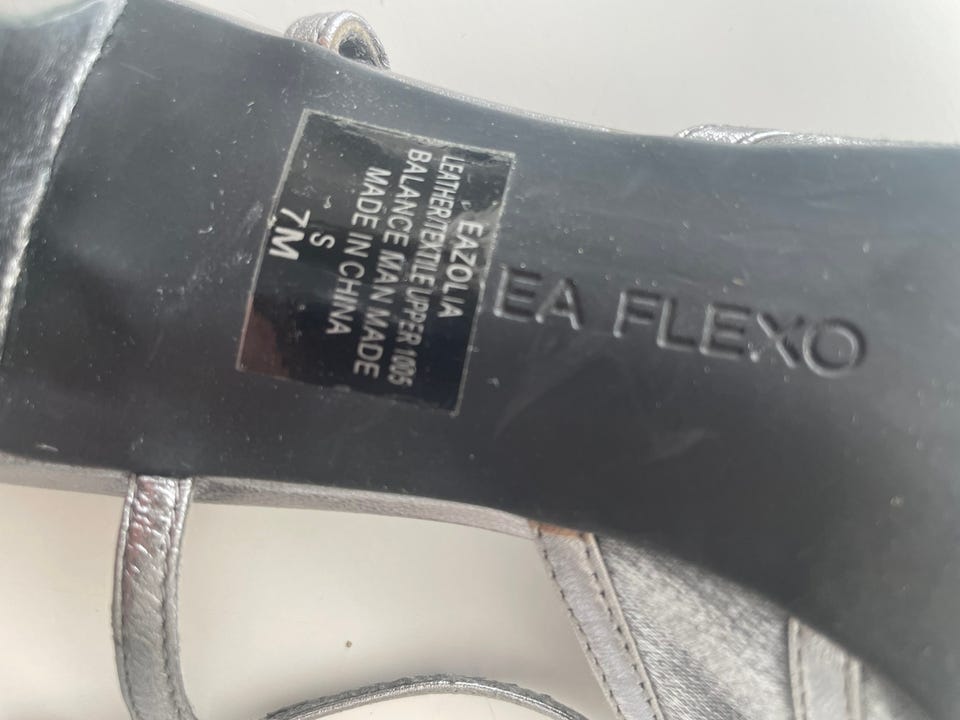 EAZOLIA
LEATHER/TEXTILE UPPER 1005
BALANCE MAN MADE
MADE IN CHINA
S
7M
EA FLEXO